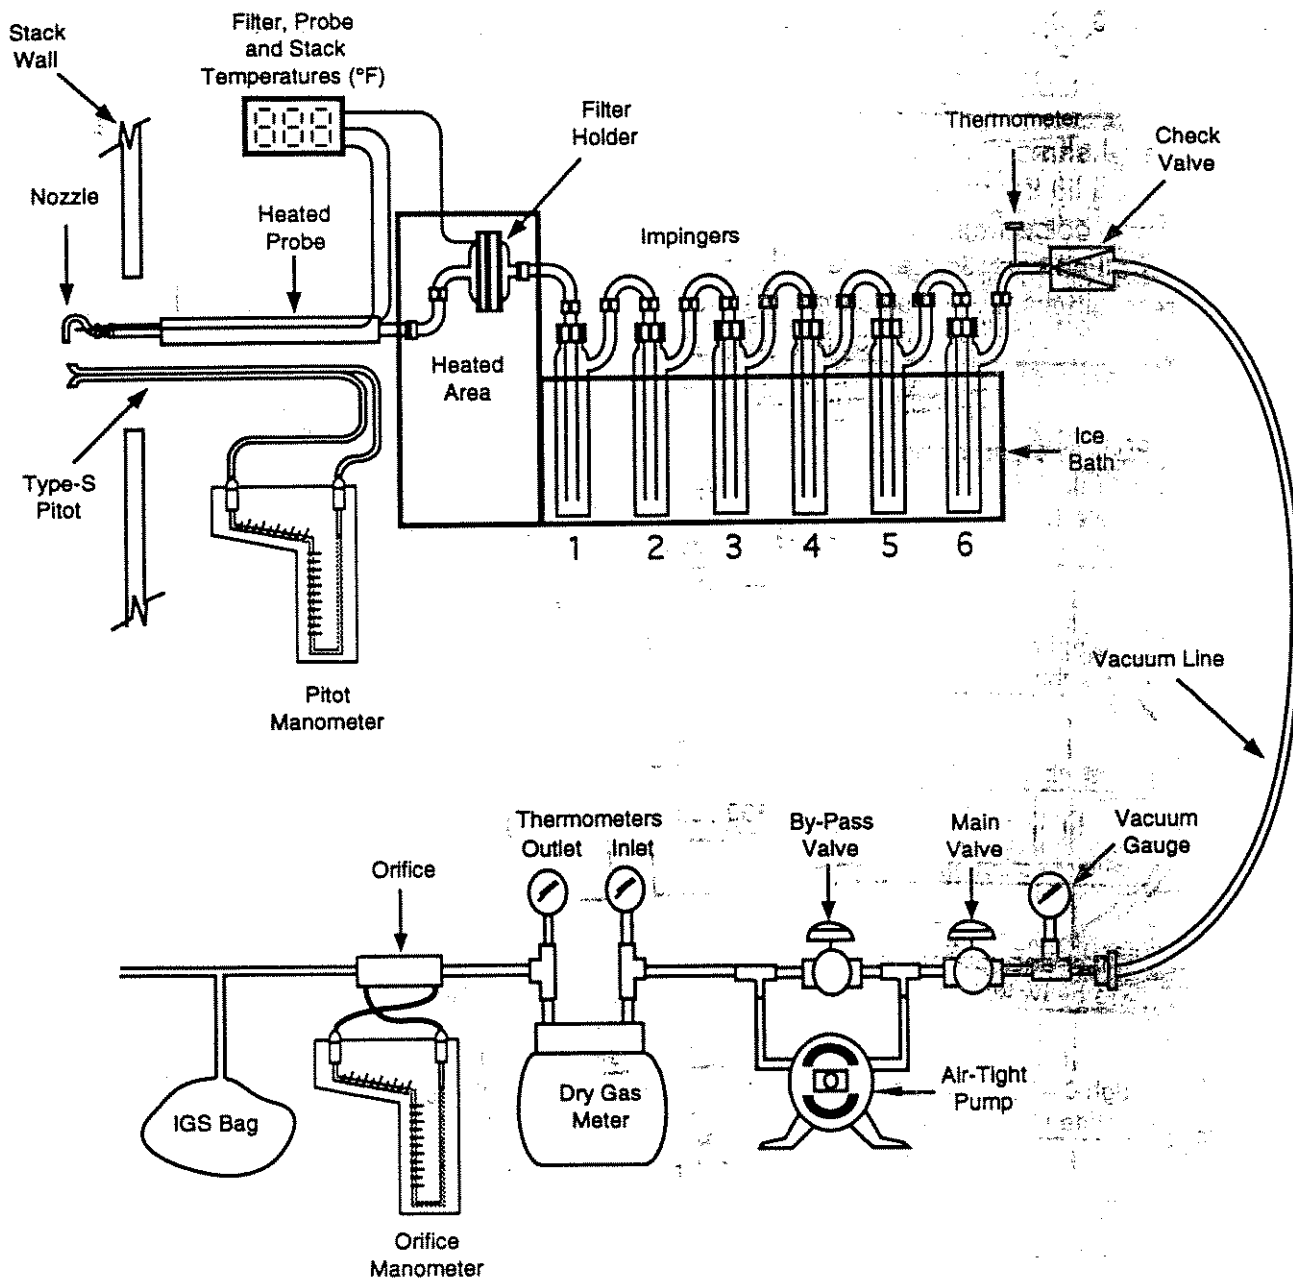 Stack
Wall
Filter, Probe
and Stack
Temperatures (°F)
888
Filter
Holder
Thermometer
Check
Valve
Nozzle
Heated
Probe
Impingers
Heated
Area
Ice
Bath
Type-S
Pitot
1 2 3 4 5 6
Pitot
Manometer
Vacuum Line
Thermometers
Outlet Inlet
By-Pass
Valve
Main
Valve
Vacuum
Gauge
Orifice
IGS Bag
Dry Gas
Meter
Air-Tight
Pump
Orifice
Manometer